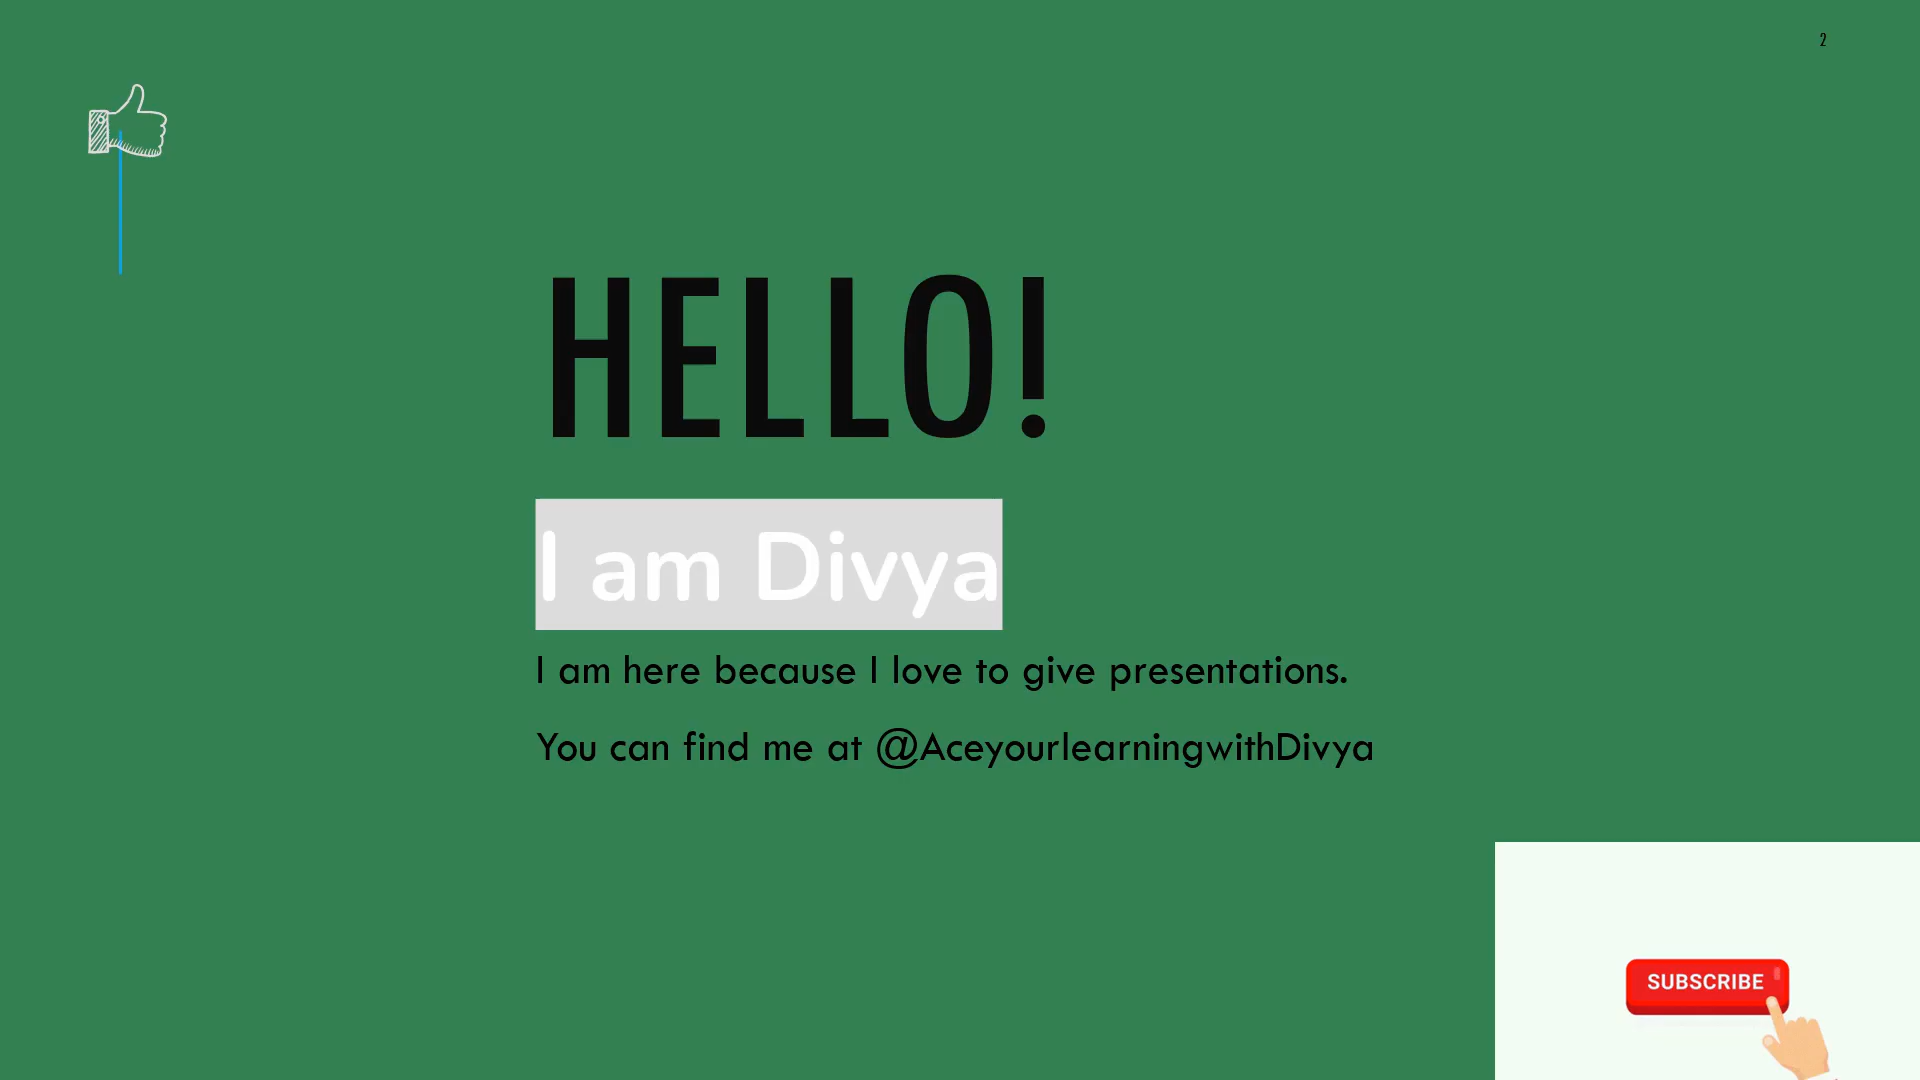 2
HELLO!
I am Divya
I am here because I love to give presentations.
You can find me at @AceyourlearningwithDivya
SUBSCRIBE